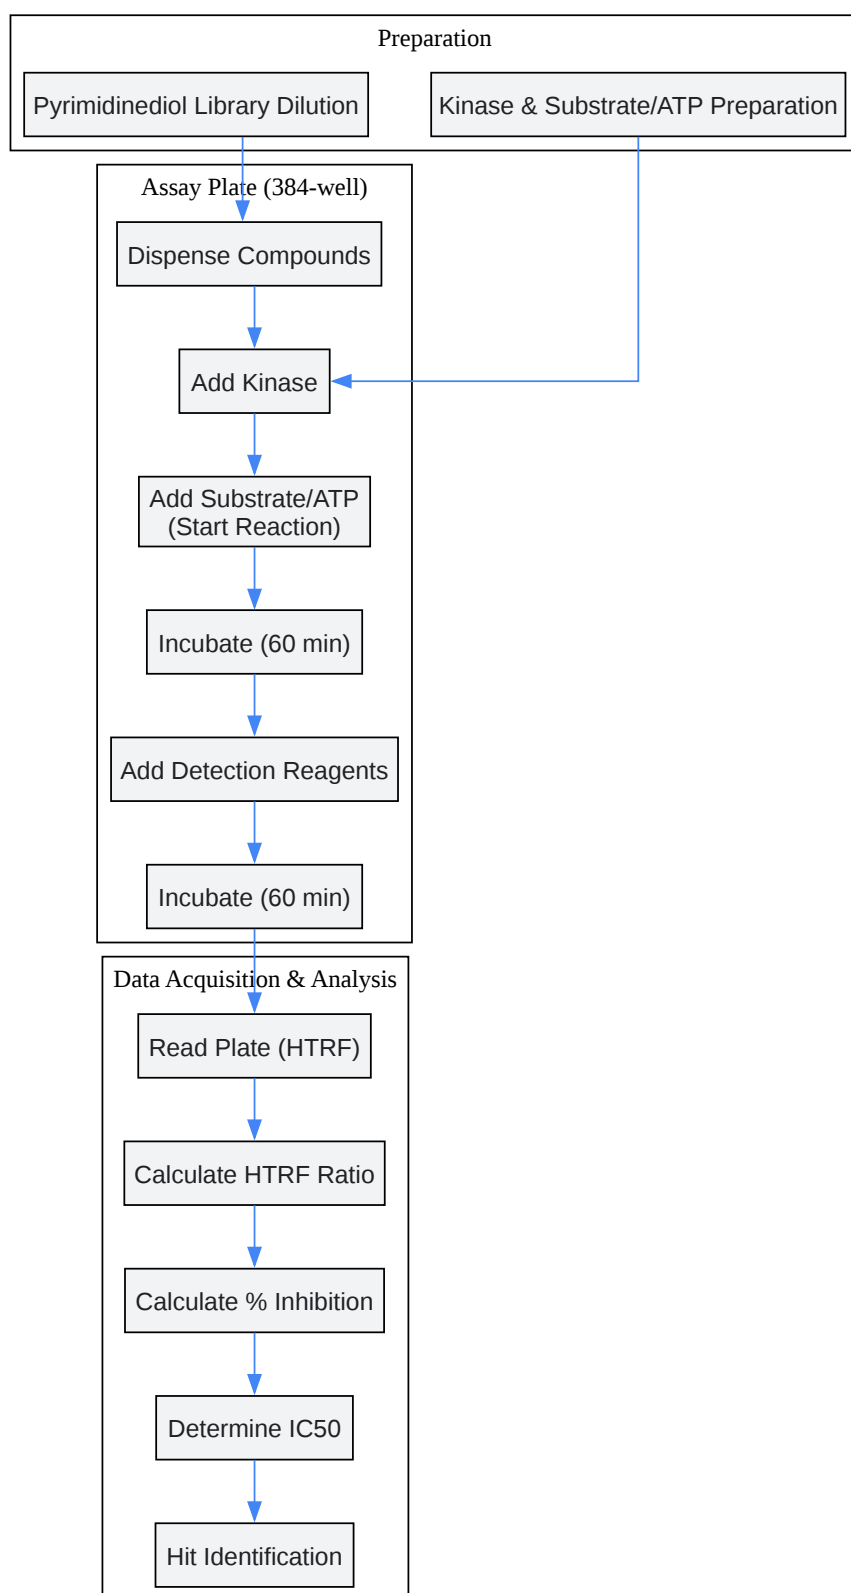 Preparation
Pyrimidinediol Library Dilution
Kinase & Substrate/ATP Preparation
Assay Plate (384-well)
Dispense Compounds
Add Kinase
Add Substrate/ATP
(Start Reaction)
Incubate (60 min)
Add Detection Reagents
Incubate (60 min)
Data Acquisition & Analysis
Read Plate (HTRF)
Calculate HTRF Ratio
Calculate % Inhibition
Determine IC50
Hit Identification